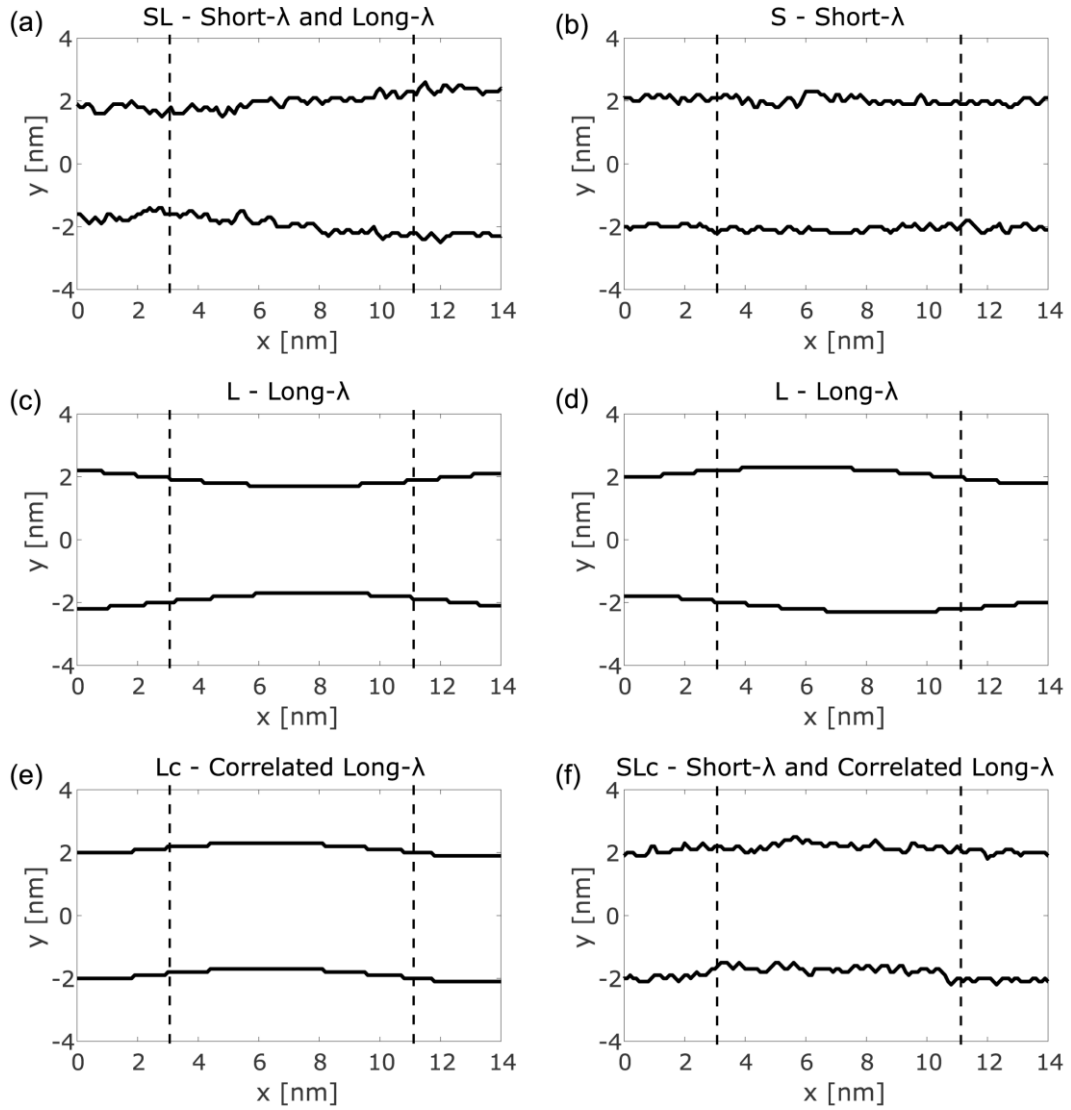 (a) SL - Short-λ and Long-λ
y [nm]
4
2
0
-2
-4
0 2 4 6 8 10 12 14
x [nm]
(b) S - Short-λ
y [nm]
4
2
0
-2
-4
0 2 4 6 8 10 12 14
x [nm]
(c) L - Long-λ
y [nm]
4
2
0
-2
-4
0 2 4 6 8 10 12 14
x [nm]
(d) L - Long-λ
y [nm]
4
2
0
-2
-4
0 2 4 6 8 10 12 14
x [nm]
(e) Lc - Correlated Long-λ
y [nm]
4
2
0
-2
-4
0 2 4 6 8 10 12 14
x [nm]
(f) SLc - Short-λ and Correlated Long-λ
y [nm]
4
2
0
-2
-4
0 2 4 6 8 10 12 14
x [nm]